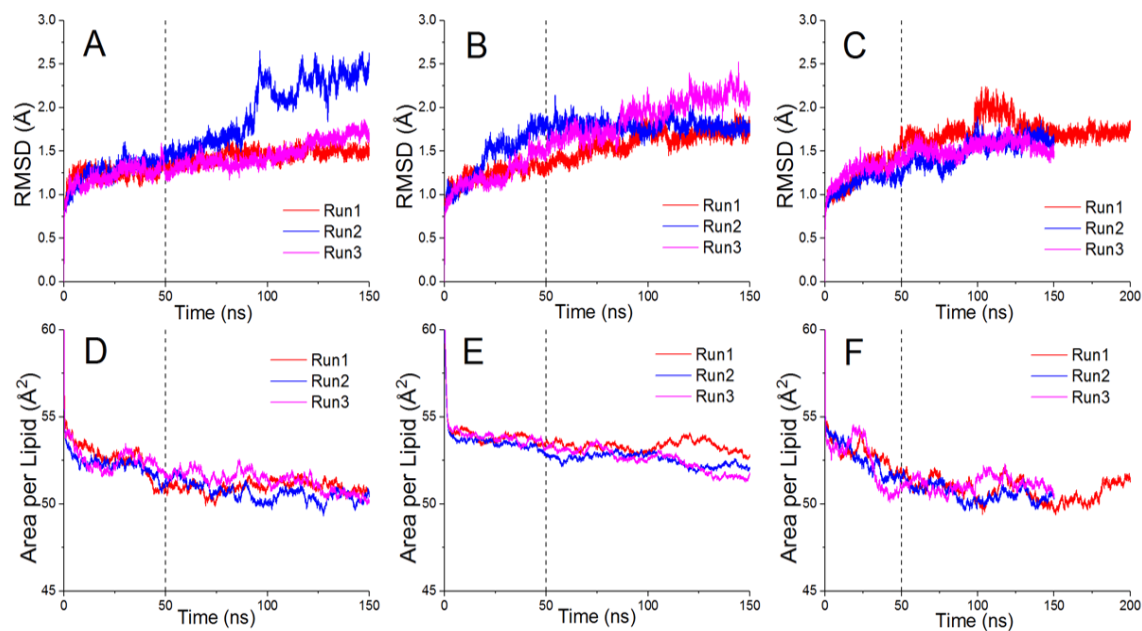 A
RMSD (Å)
3.0
2.5
2.0
1.5
1.0
0.5
0.0
Run1
Run2
Run3
0 50 100 150
Time (ns)
B
RMSD (Å)
3.0
2.5
2.0
1.5
1.0
0.5
0.0
Run1
Run2
Run3
0 50 100 150
Time (ns)
C
RMSD (Å)
3.0
2.5
2.0
1.5
1.0
0.5
0.0
Run1
Run2
Run3
0 50 100 150 200
Time (ns)
D
Area per Lipid (Å²)
60
55
50
45
Run1
Run2
Run3
0 50 100 150
Time (ns)
E
Area per Lipid (Å²)
60
55
50
45
Run1
Run2
Run3
0 50 100 150
Time (ns)
F
Area per Lipid (Å²)
60
55
50
45
Run1
Run2
Run3
0 50 100 150 200
Time (ns)